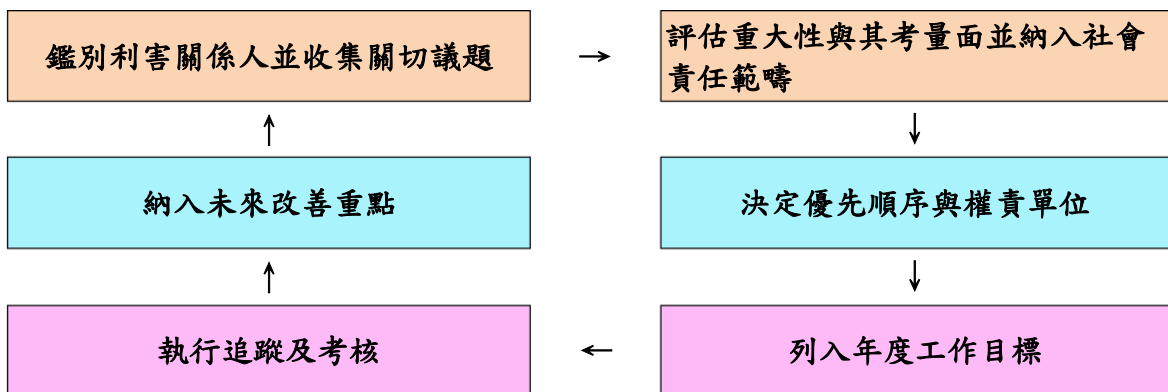 鑑別利害關係人並收集關切議題
評估重大性與其考量面並納入社會
責任範疇
納入未來改善重點
決定優先順序與權責單位
執行追蹤及考核
列入年度工作目標